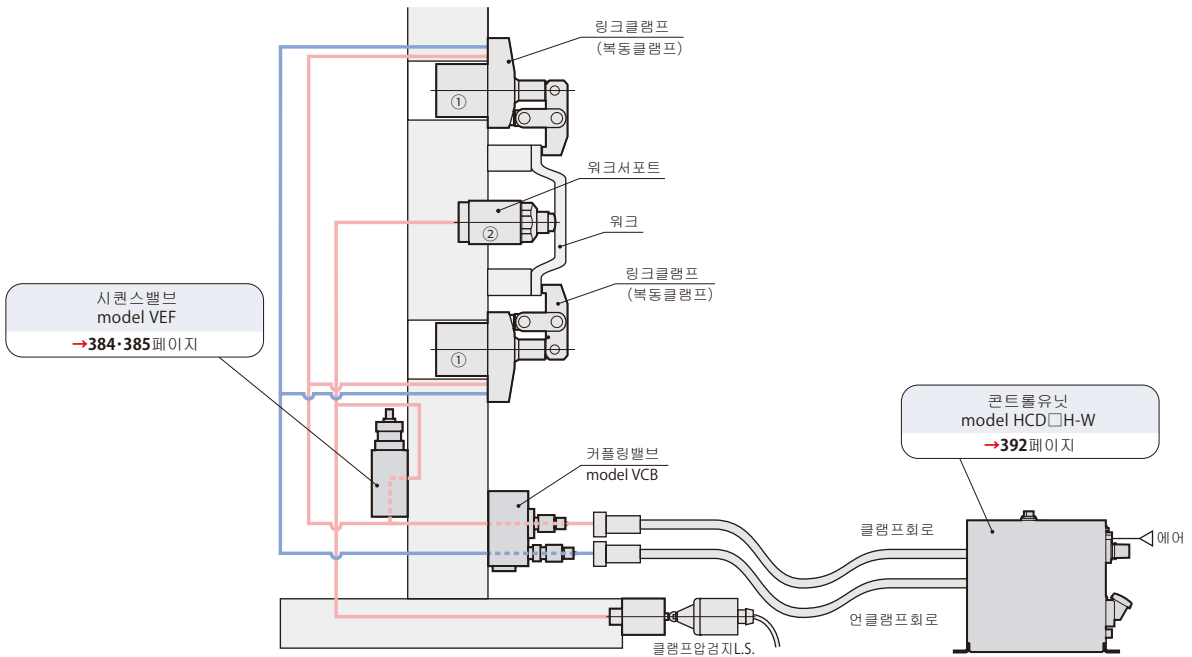 링크클램프
(복동클램프)
①
워크서포트
②
워크
링크클램프
(복동클램프)
①
시퀀스밸브
model VEF
→384·385페이지
콘트롤유닛
model HCD□H-W
→392페이지
커플링밸브
model VCB
클램프회로
에어
언클램프회로
클램프압검지L.S.